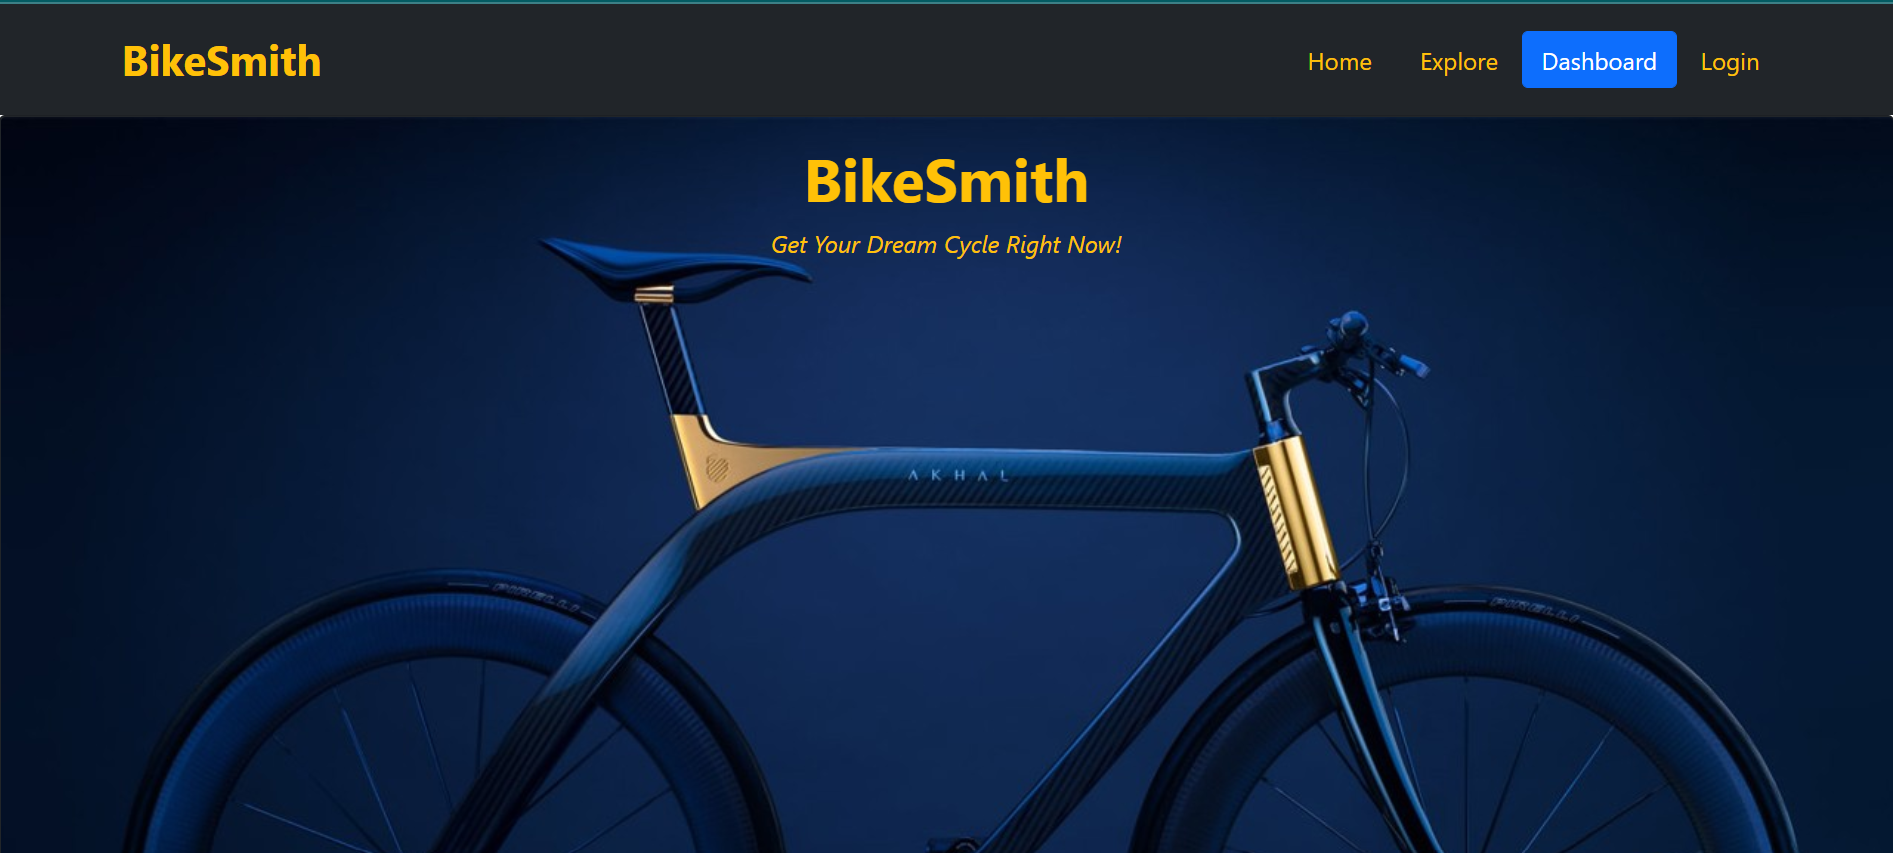 BikeSmith
Home Explore Dashboard Login
BikeSmith
Get Your Dream Cycle Right Now!
AKHAL
PIRELLI
PIRELLI